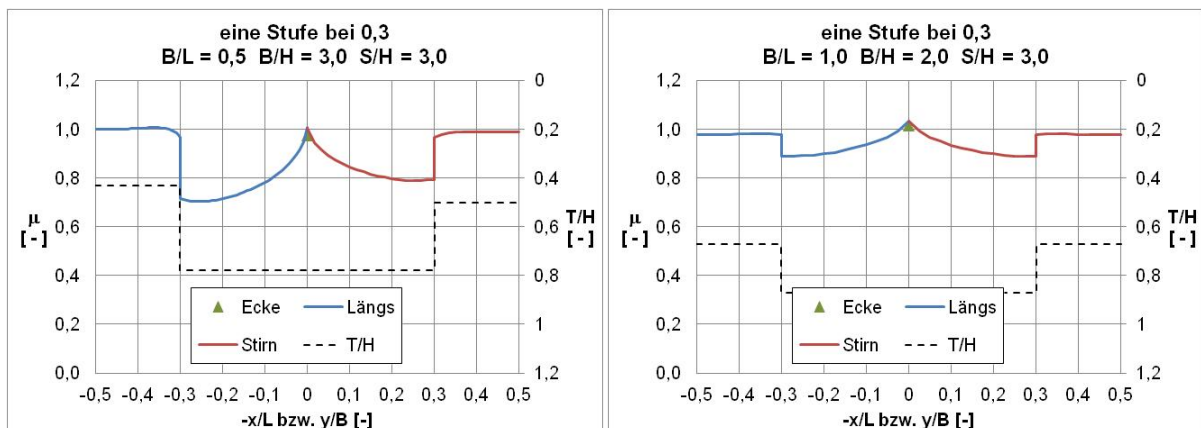 eine Stufe bei 0,3
B/L = 0,5 B/H = 3,0 S/H = 3,0
1,2
1,0
0,8
0,6
0,4
0,2
0,0
μ
[ - ]
0
0,2
0,4
0,6
0,8
1
1,2
T/H
[ - ]
Ecke
Längs
Stirn
T/H
-0,5 -0,4 -0,3 -0,2 -0,1 0 0,1 0,2 0,3 0,4 0,5
-x/L bzw. y/B [-]
eine Stufe bei 0,3
B/L = 1,0 B/H = 2,0 S/H = 3,0
1,2
1,0
0,8
0,6
0,4
0,2
0,0
μ
[ - ]
0
0,2
0,4
0,6
0,8
1
1,2
T/H
[ - ]
Ecke
Längs
Stirn
T/H
-0,5 -0,4 -0,3 -0,2 -0,1 0 0,1 0,2 0,3 0,4 0,5
-x/L bzw. y/B [-]